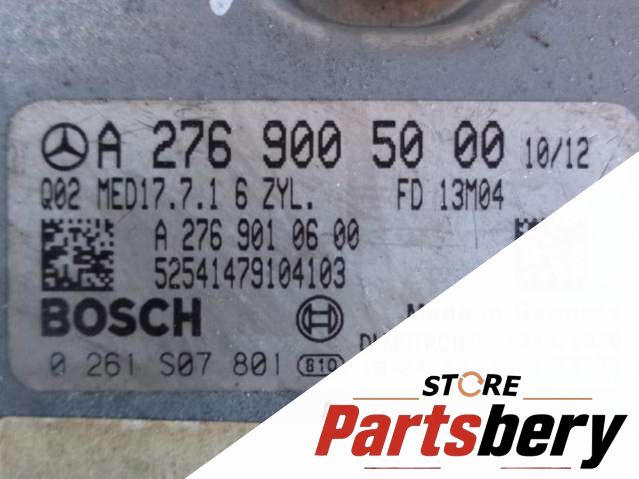 A 276 900 50 00 10/12
Q02 MED17.7.1 6 ZYL. FD 13M04
A 276 901 06 00
52541479104103
BOSCH
0 261 S07 801 810
STORE
Partsbery